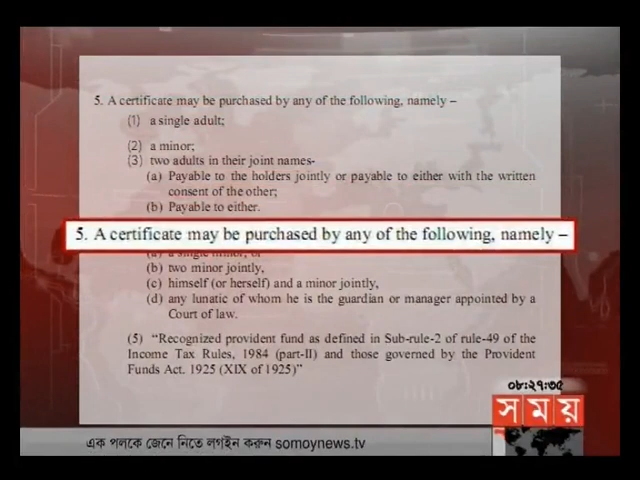 5. A certificate may be purchased by any of the following, namely –
(1) a single adult;
(2) a minor;
(3) two adults in their joint names-
(a) Payable to the holders jointly or payable to either with the written
consent of the other;
(b) Payable to either.
5. A certificate may be purchased by any of the following, namely –
(a) a single minor, or
(b) two minor jointly,
(c) himself (or herself) and a minor jointly,
(d) any lunatic of whom he is the guardian or manager appointed by a
Court of law.
(5) “Recognized provident fund as defined in Sub-rule-2 of rule-49 of the
Income Tax Rules, 1984 (part-II) and those governed by the Provident
Funds Act. 1925 (XIX of 1925)”
০৮:২৭:৩৫
সময়
এক পলকে জেনে নিতে লগইন করুন somoynews.tv